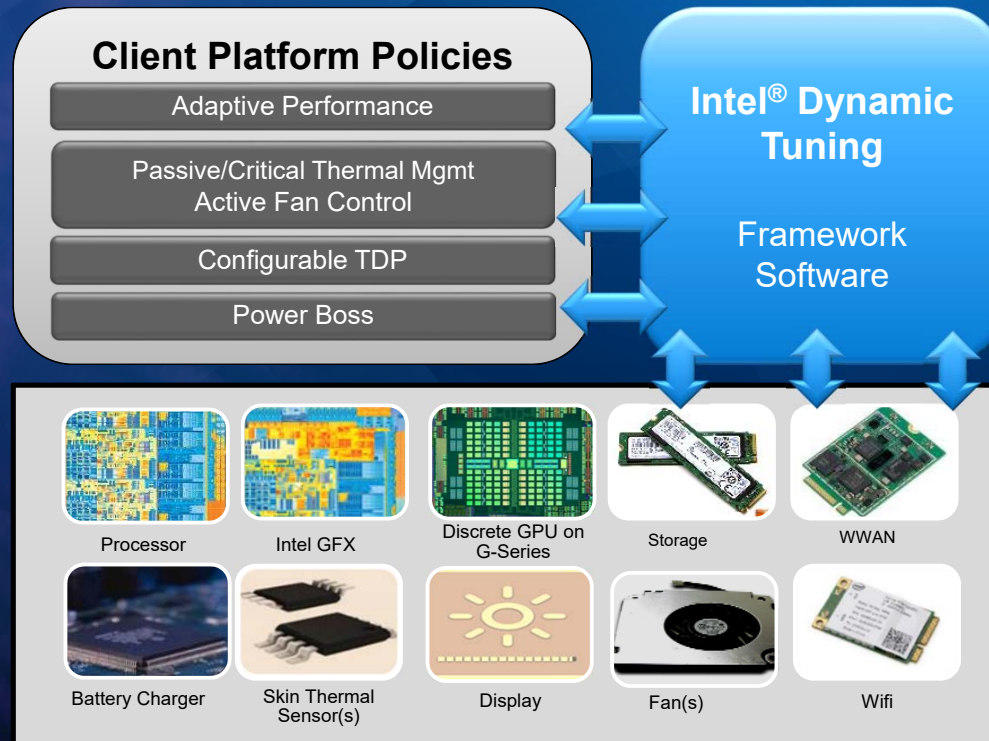 Client Platform Policies
Adaptive Performance
Passive/Critical Thermal Mgmt
Active Fan Control
Configurable TDP
Power Boss
Intel® Dynamic
Tuning
Framework
Software
Processor
Intel GFX
Discrete GPU on
G-Series
Storage
WWAN
Battery Charger
Skin Thermal
Sensor(s)
Display
Fan(s)
Wifi